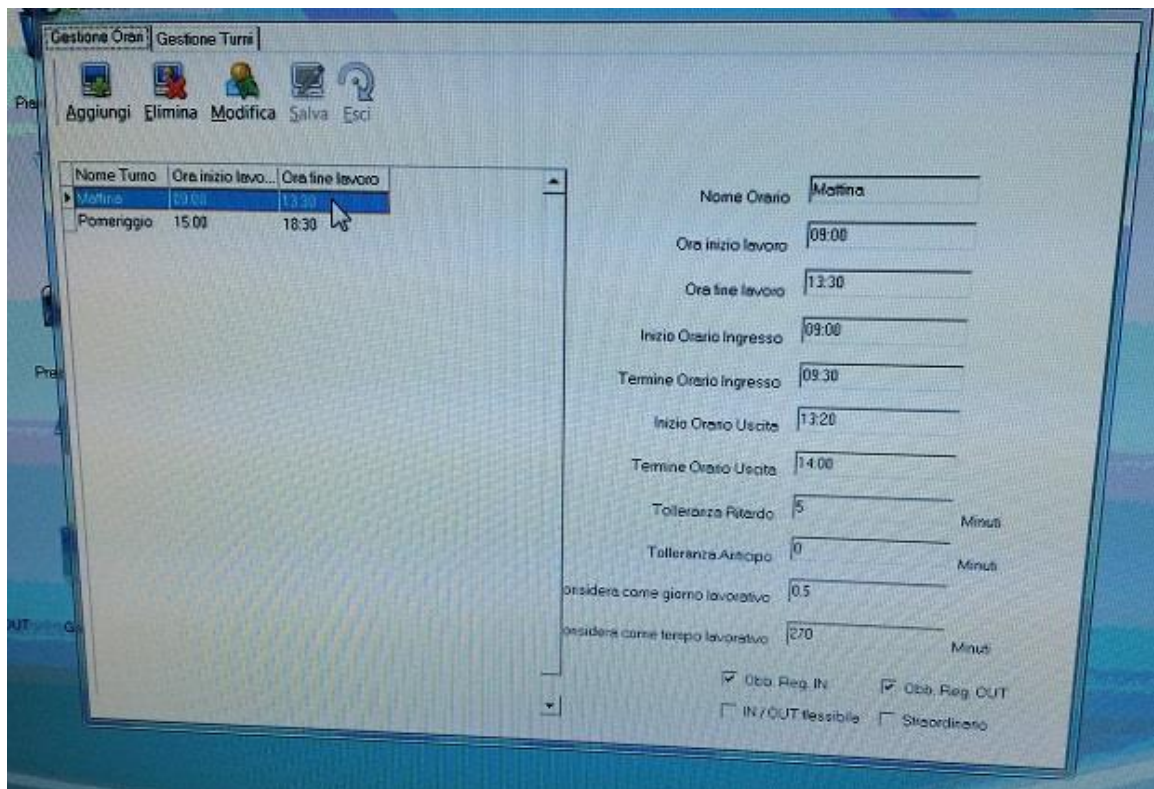 Gestione Orari Gestione Turni
Aggiungi Elimina Modifica Salva Esci
Nome Turno Ora inizio lavo... Ora fine lavoro
Mattina 09:00 13:30
Pomeriggio 15:00 18:30
Nome Orario Mattina
Ora inizio lavoro 09:00
Ora fine lavoro 13:30
Inizio Orario Ingresso 09:00
Termine Orario Ingresso 09:30
Inizio Orario Uscita 13:20
Termine Orario Uscita 14:00
Tolleranza Ritardo 5 Minuti
Tolleranza Anticipo 0 Minuti
onsidera come giorno lavorativo 0.5
onsidera come tempo lavorativo 270 Minuti
Obb. Reg. IN Obb. Reg. OUT
IN / OUT flessibile Straordinario